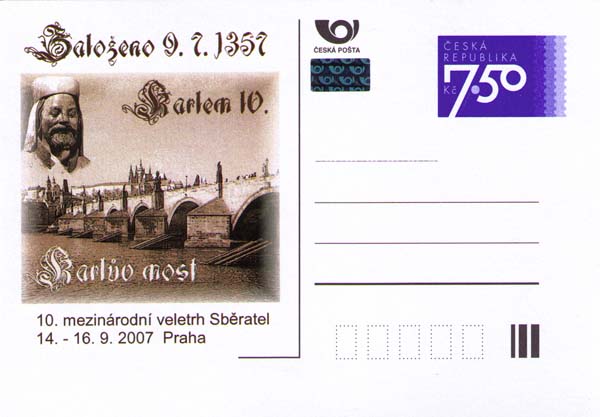 Založeno 9. 7. 1357
Karlem IV.
Karlův most
10. mezinárodní veletrh Sběratel
14. - 16. 9. 2007 Praha
ČESKÁ POŠTA
ČESKÁ
REPUBLIKA
7.50
Kč